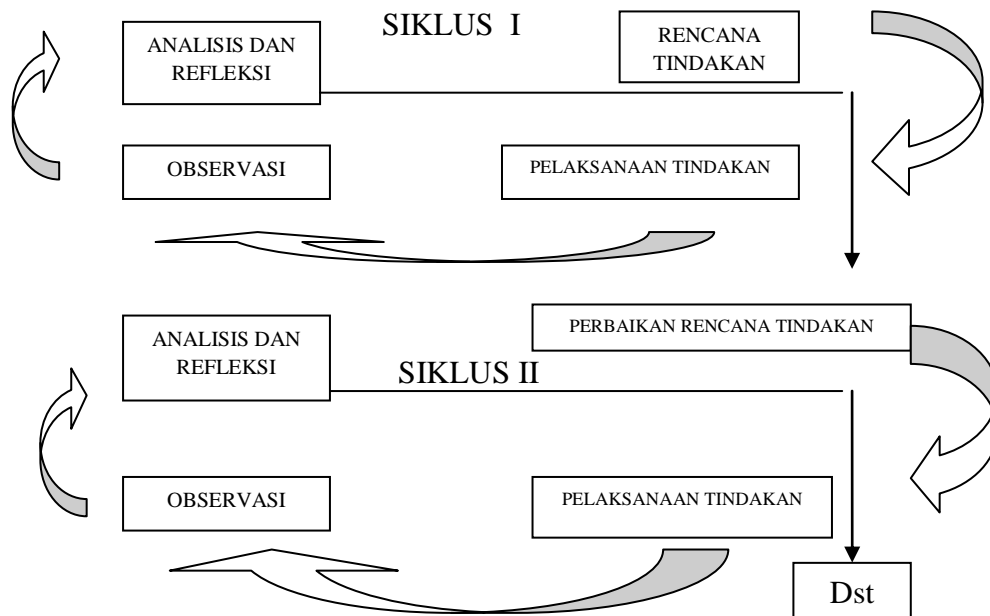 SIKLUS I
ANALISIS DAN
REFLEKSI
RENCANA
TINDAKAN
OBSERVASI
PELAKSANAAN TINDAKAN
PERBAIKAN RENCANA TINDAKAN
ANALISIS DAN
REFLEKSI
SIKLUS II
OBSERVASI
PELAKSANAAN TINDAKAN
Dst